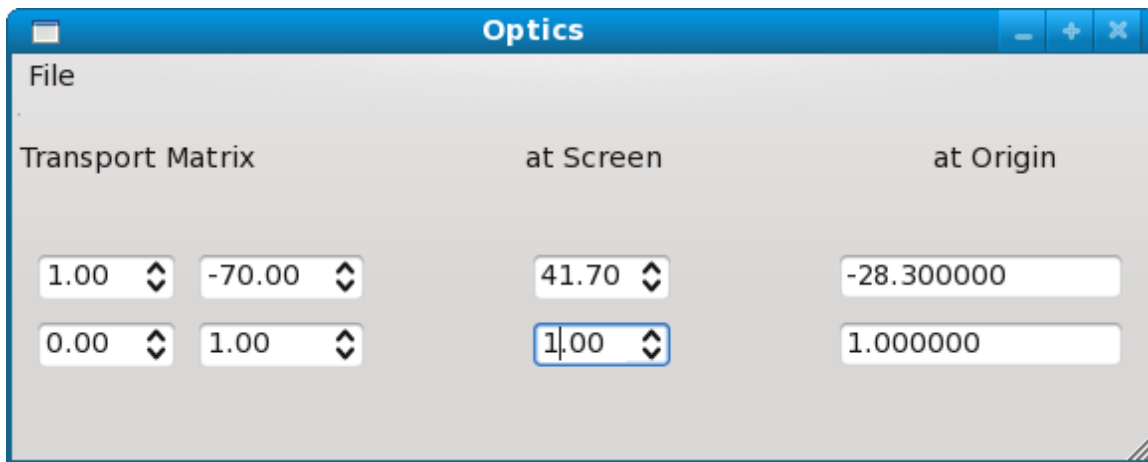 Optics
File
Transport Matrix at Screen at Origin
1.00 -70.00 41.70 -28.300000
0.00 1.00 1.00 1.000000